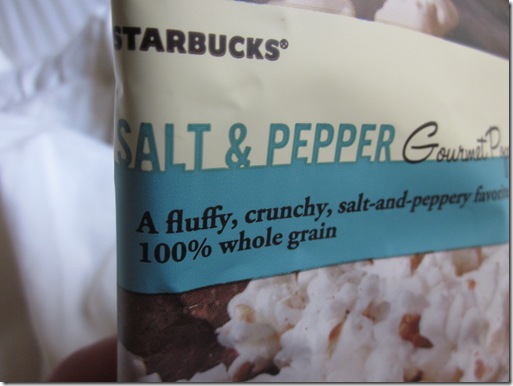 STARBUCKS®
SALT & PEPPER Gourmet
A fluffy, crunchy, salt-and-peppery
100% whole grain